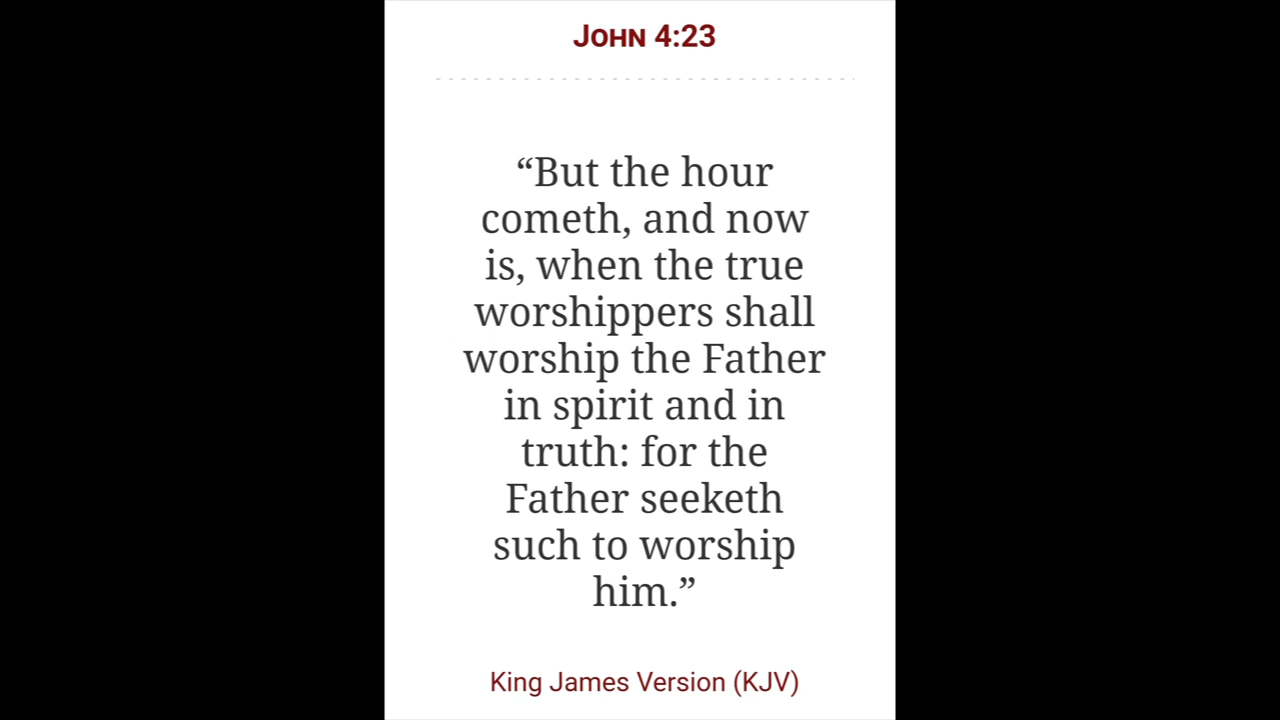 John 4:23
“But the hour
cometh, and now
is, when the true
worshippers shall
worship the Father
in spirit and in
truth: for the
Father seeketh
such to worship
him.”
King James Version (KJV)